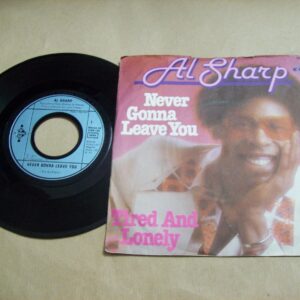 AL SHARP
NEVER GONNA LEAVE YOU
Al Sharp
Never
Gonna
Leave You
Tired And
Lonely